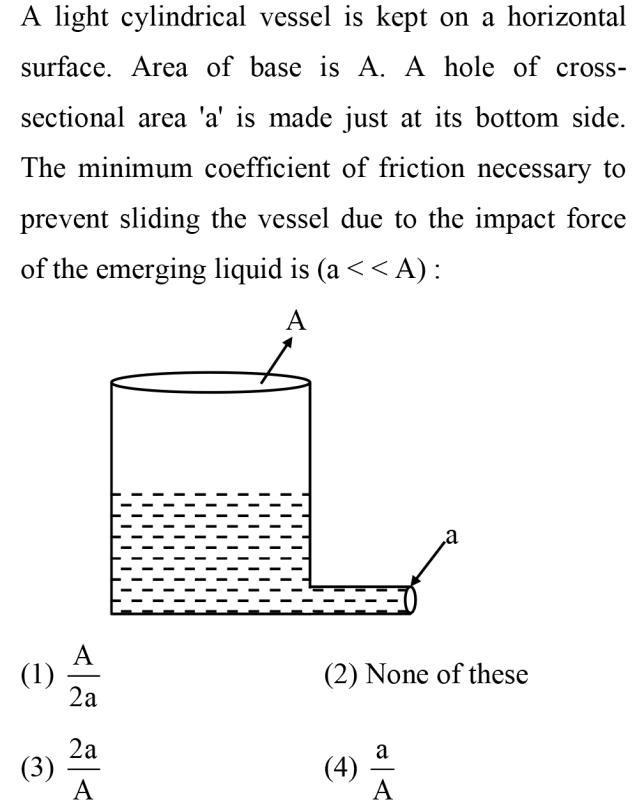 A light cylindrical vessel is kept on a horizontal
surface. Area of base is A. A hole of cross-
sectional area 'a' is made just at its bottom side.
The minimum coefficient of friction necessary to
prevent sliding the vessel due to the impact force
of the emerging liquid is (a < < A) :
A
a
(1) A/2a
(2) None of these
(3) 2a/A
(4) a/A